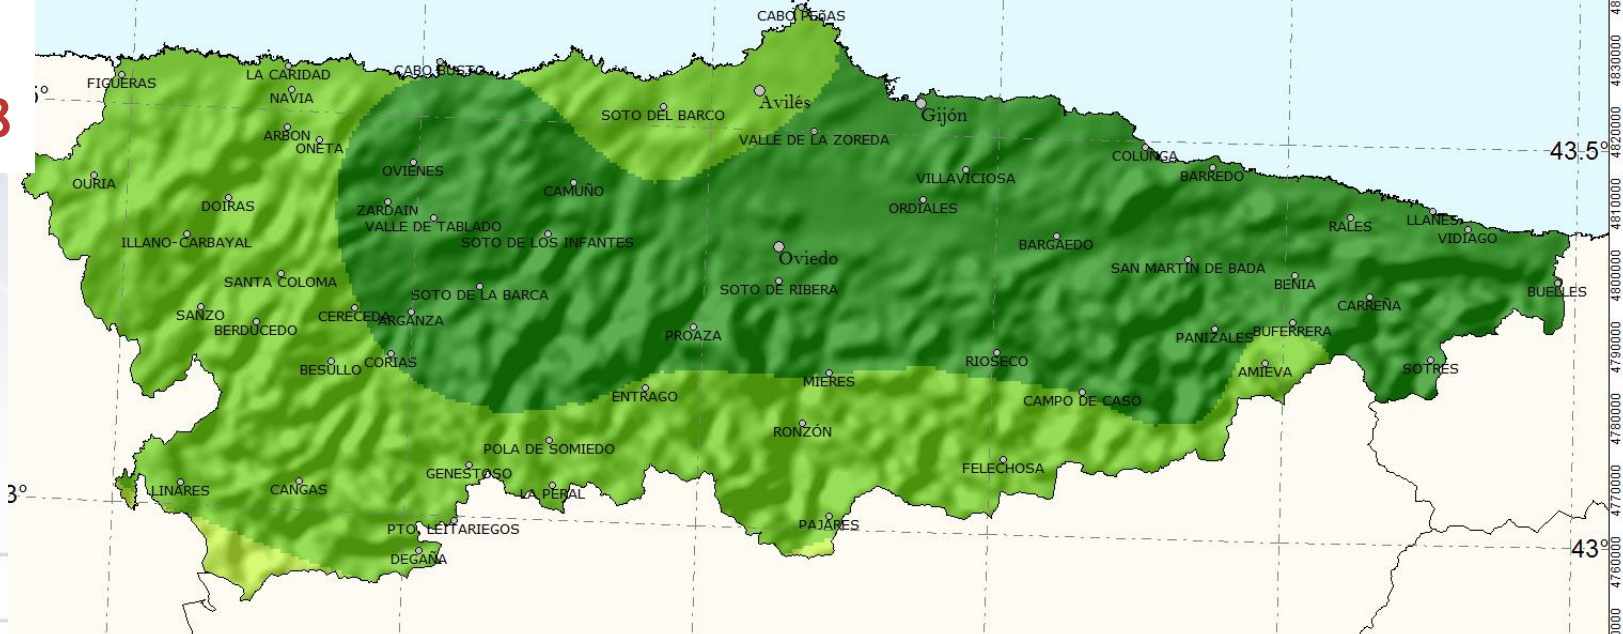 CABO PEÑAS
FIGUERAS
LA CARIDAD
CABO BUSTO
NAVIA
5°
Avilés
SOTO DEL BARCO
Gijón
ARBON
ONETA
VALLE DE LA ZOREDA
43.5°
COLUNGA
OVIENES
BARREDO
OURIA
VILLAVICIOSA
CAMUÑO
DOIRAS
ZARDAIN
ORDIALES
VALLE DE TABLADO
RALES
LLANES
VIDIAGO
ILLANO-CARBAYAL
SOTO DE LOS INFANTES
BARGAEDO
Oviedo
SAN MARTÍN DE BADA
SANTA COLOMA
SOTO DE LA BARCA
SOTO DE RIBERA
BENIA
BUELLES
CARREÑA
SANZO
CERECEDA
ARGANZA
BERDUCEDO
PROAZA
PANIZALES
BUFERRERA
CORIAS
BESULLO
RIOSECO
AMIEVA
SOTRES
MIERES
ENTRAGO
CAMPO DE CASO
RONZÓN
POLA DE SOMIEDO
FELECHOSA
GENESTOSO
LINARES
CANGAS
LA PERAL
3°
PTO. LEITARIEGOS
PAJARES
DEGAÑA
43°
4830000
4820000
4810000
4800000
4790000
4780000
4770000
4760000